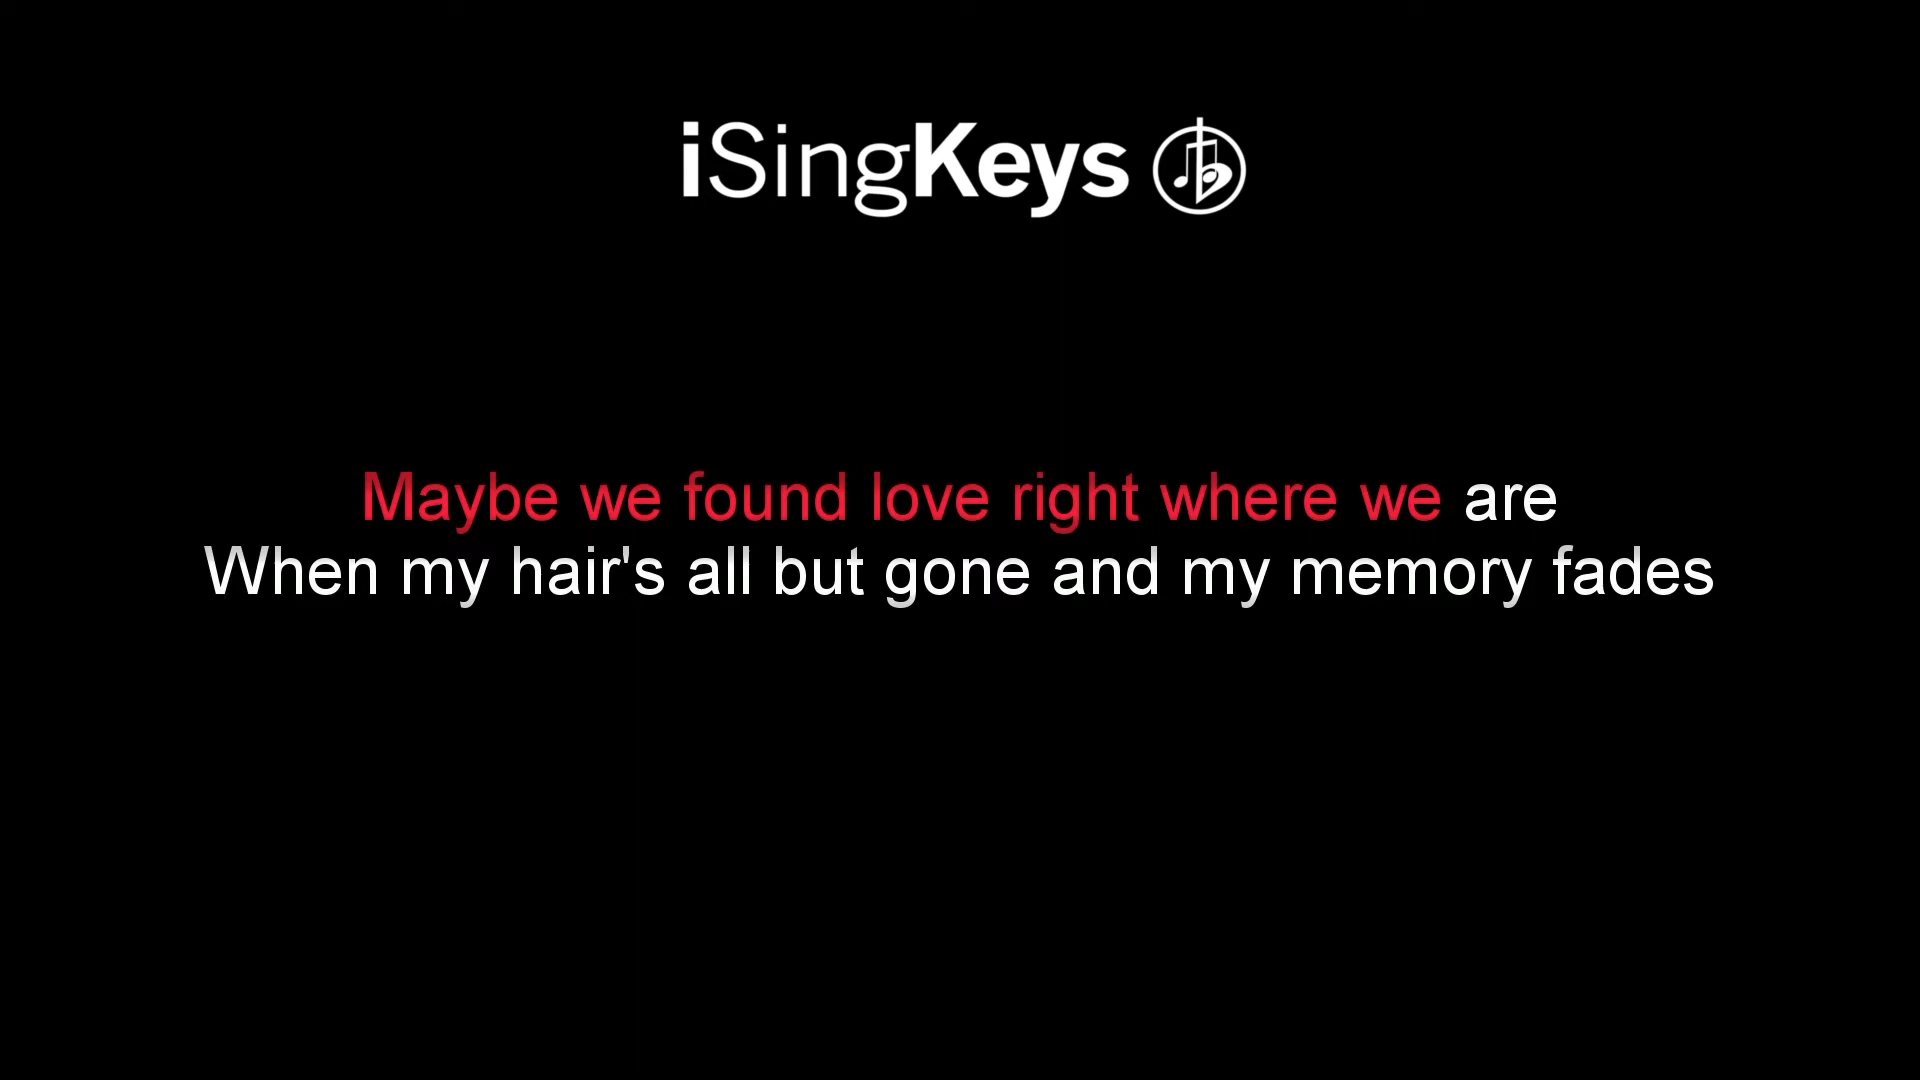 iSingKeys
Maybe we found love right where we are
When my hair's all but gone and my memory fades